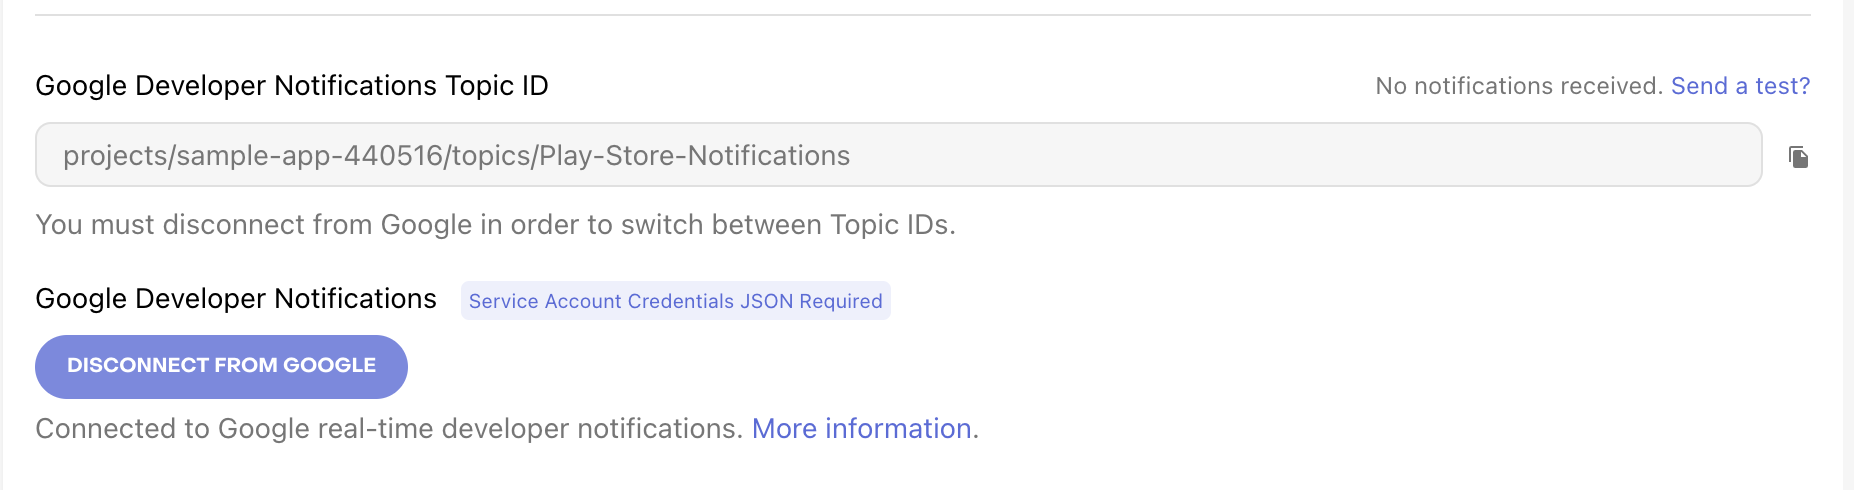 Google Developer Notifications Topic ID
No notifications received. Send a test?
projects/sample-app-440516/topics/Play-Store-Notifications
You must disconnect from Google in order to switch between Topic IDs.
Google Developer Notifications Service Account Credentials JSON Required
DISCONNECT FROM GOOGLE
Connected to Google real-time developer notifications. More information.